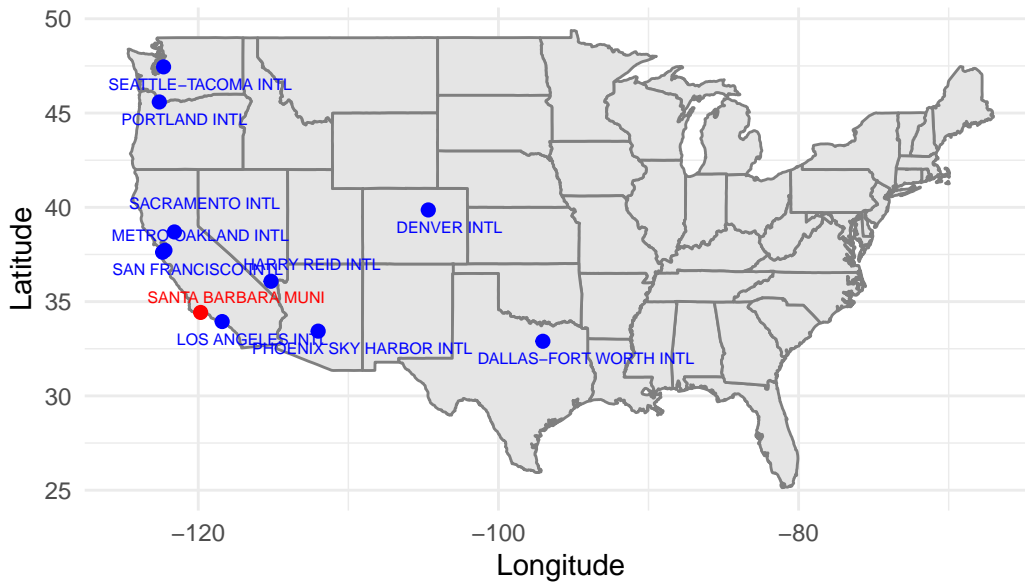 50
45
40
35
30
25
Latitude
SEATTLE−TACOMA INTL
PORTLAND INTL
SACRAMENTO INTL
DENVER INTL
METRO OAKLAND INTL
HARRY REID INTL
SAN FRANCISCO INTL
SANTA BARBARA MUNI
LOS ANGELES INTL
PHOENIX SKY HARBOR INTL
DALLAS−FORT WORTH INTL
−120
−100
−80
Longitude